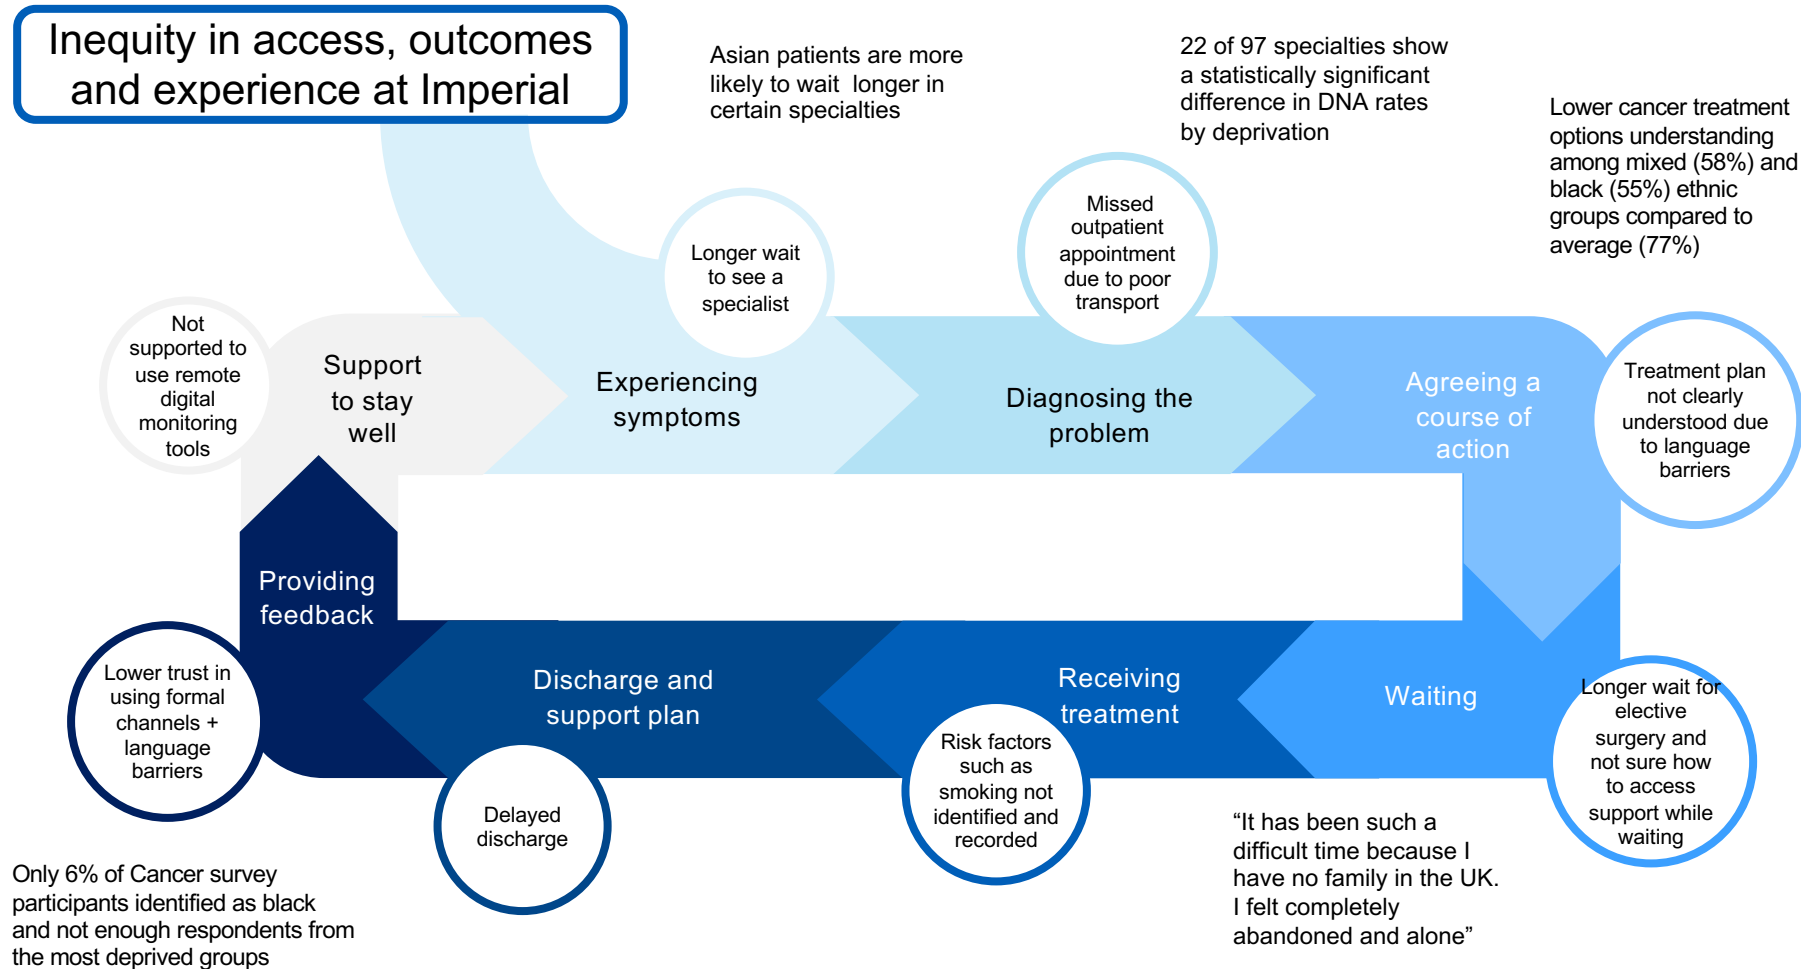 Inequity in access, outcomes
and experience at Imperial
Asian patients are more
likely to wait longer in
certain specialties
22 of 97 specialties show
a statistically significant
difference in DNA rates
by deprivation
Lower cancer treatment
options understanding
among mixed (58%) and
black (55%) ethnic
groups compared to
average (77%)
Longer wait
to see a
specialist
Missed
outpatient
appointment
due to poor
transport
Not
supported to
use remote
digital
monitoring
tools
Support
to stay
well
Experiencing
symptoms
Diagnosing the
problem
Agreeing a
course of
action
Treatment plan
not clearly
understood due
to language
barriers
Providing
feedback
Lower trust in
using formal
channels +
language
barriers
Discharge and
support plan
Receiving
treatment
Waiting
Longer wait for
elective
surgery and
not sure how
to access
support while
waiting
Delayed
discharge
Risk factors
such as
smoking not
identified and
recorded
“It has been such a
difficult time because I
have no family in the UK.
I felt completely
abandoned and alone”
Only 6% of Cancer survey
participants identified as black
and not enough respondents from
the most deprived groups